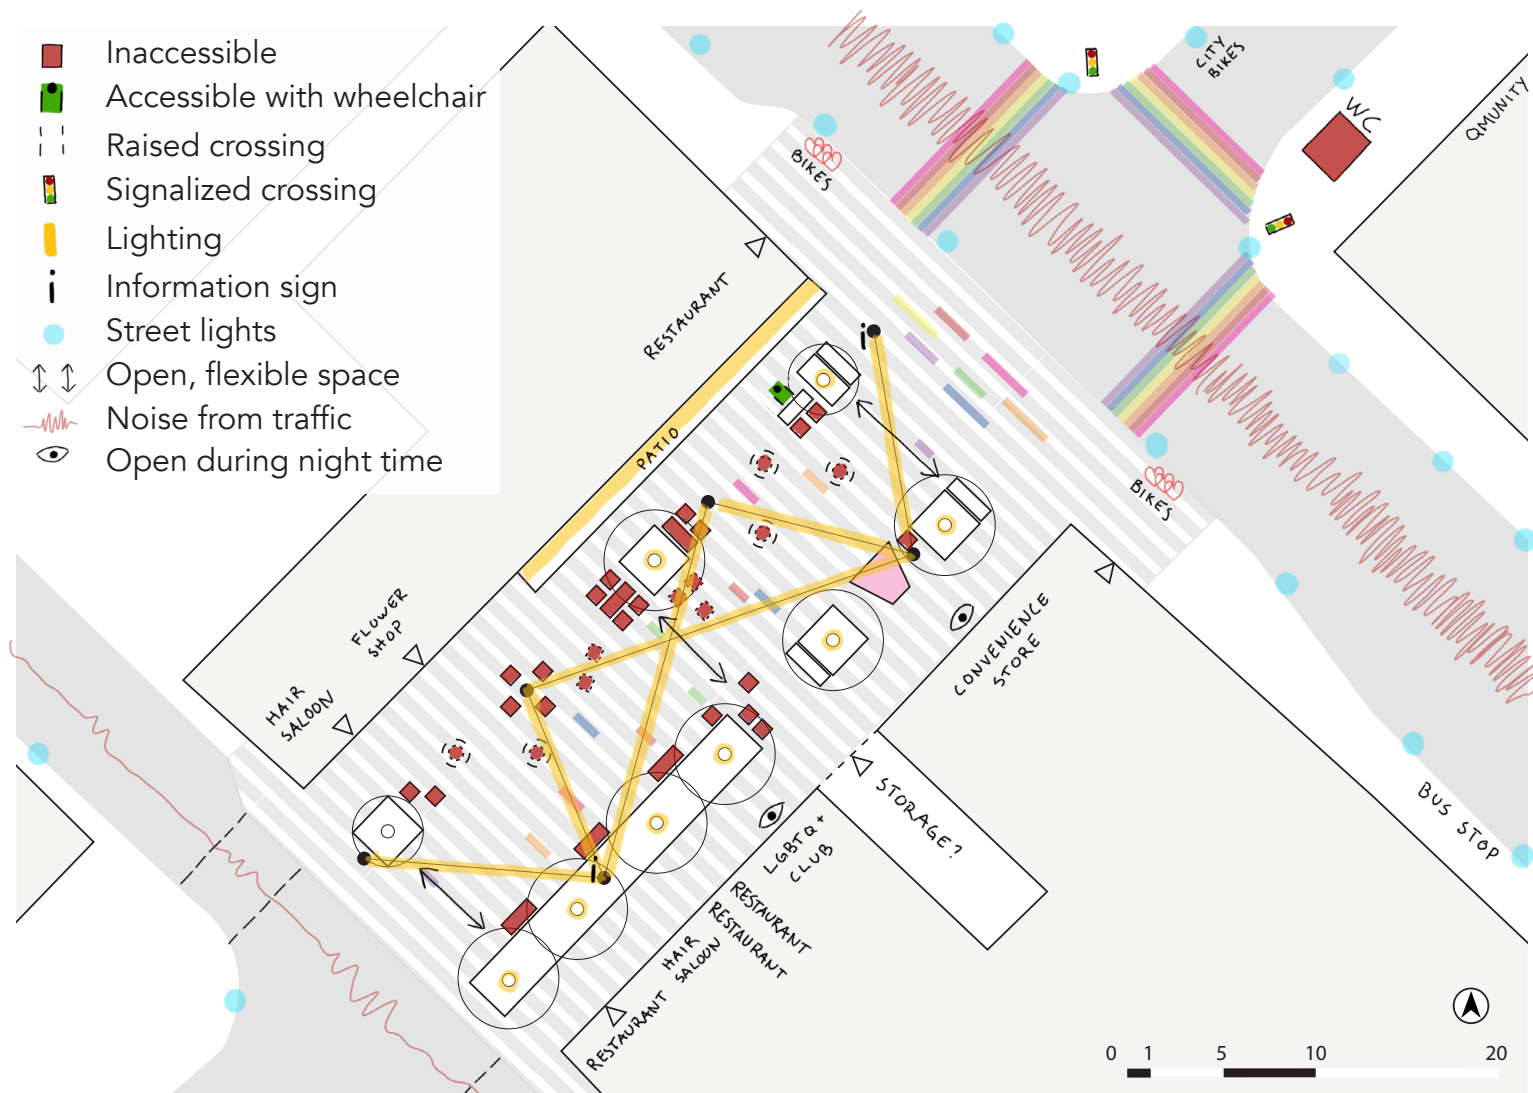 Inaccessible
Accessible with wheelchair
Raised crossing
Signalized crossing
Lighting
i Information sign
Street lights
Open, flexible space
Noise from traffic
Open during night time
CITY
BIKES
WC
QMUNITY
BIKES
RESTAURANT
i
PATIO
BIKES
FLOWER
SHOP
HAIR
SALOON
CONVENIENCE
STORE
STORAGE?
BUS STOP
LGBTQ+
CLUB
i
RESTAURANT
RESTAURANT
HAIR
SALOON
RESTAURANT
0 1 5 10 20